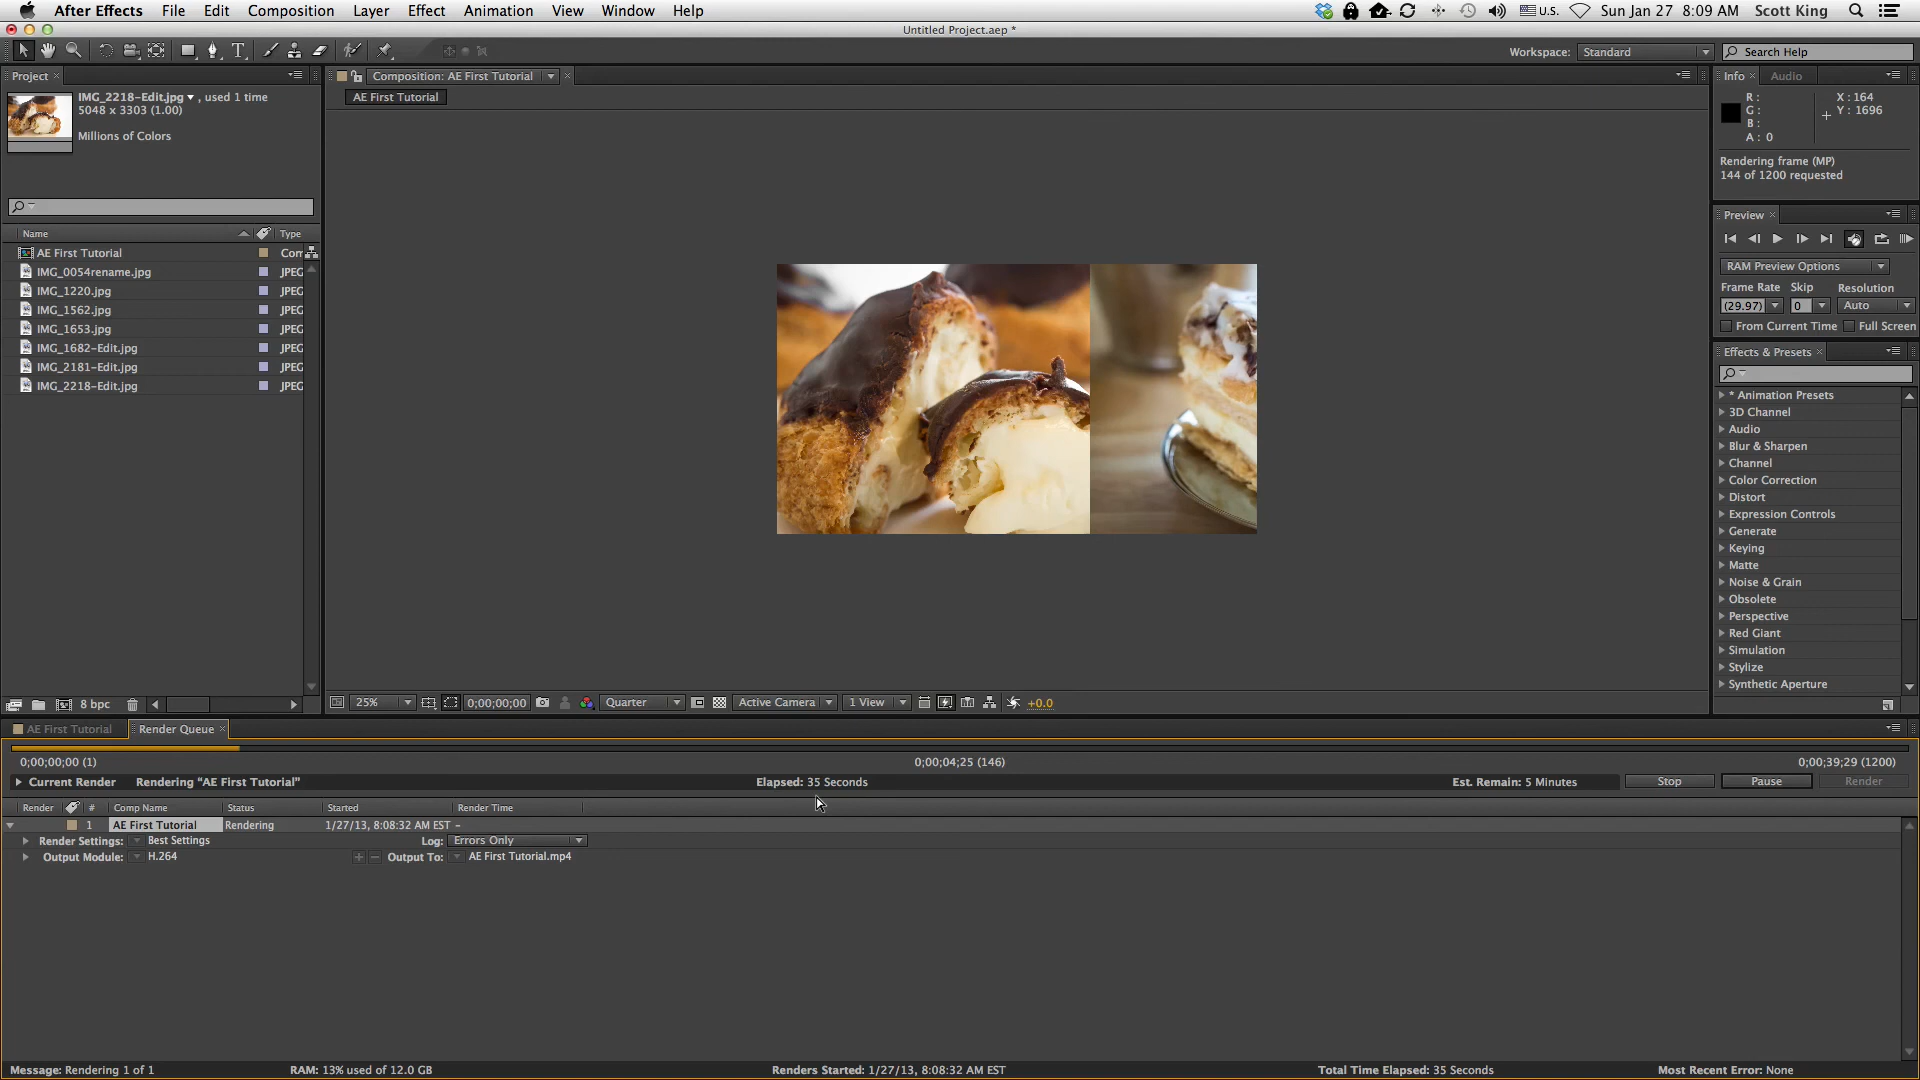 After Effects File Edit Composition Layer Effect Animation View Window Help U.S. Sun Jan 27 8:09 AM Scott King
Untitled Project.aep *
Workspace: Standard Search Help
Project
IMG_2218-Edit.jpg , used 1 time
5048 x 3303 (1.00)
Millions of Colors
Name Type
AE First Tutorial Com
IMG_0054rename.jpg JPEG
IMG_1220.jpg JPEG
IMG_1562.jpg JPEG
IMG_1653.jpg JPEG
IMG_1682-Edit.jpg JPEG
IMG_2181-Edit.jpg JPEG
IMG_2218-Edit.jpg JPEG
8 bpc
Composition: AE First Tutorial
AE First Tutorial
25% 0;00;00;00 Quarter Active Camera 1 View +0.0
Info Audio
R : X : 164
G : Y : 1696
B :
A : 0
Rendering frame (MP)
144 of 1200 requested
Preview
RAM Preview Options
Frame Rate Skip Resolution
(29.97) 0 Auto
From Current Time Full Screen
Effects & Presets
* Animation Presets
3D Channel
Audio
Blur & Sharpen
Channel
Color Correction
Distort
Expression Controls
Generate
Keying
Matte
Noise & Grain
Obsolete
Perspective
Red Giant
Simulation
Stylize
Synthetic Aperture
AE First Tutorial Render Queue
0;00;00;00 (1) 0;00;04;25 (146) 0;00;39;29 (1200)
Current Render Rendering "AE First Tutorial" Elapsed: 35 Seconds Est. Remain: 5 Minutes Stop Pause Render
Render # Comp Name Status Started Render Time
1 AE First Tutorial Rendering 1/27/13, 8:08:32 AM EST -
Render Settings: Best Settings Log: Errors Only
Output Module: H.264 + - Output To: AE First Tutorial.mp4
Message: Rendering 1 of 1 RAM: 13% used of 12.0 GB Renders Started: 1/27/13, 8:08:32 AM EST Total Time Elapsed: 35 Seconds Most Recent Error: None